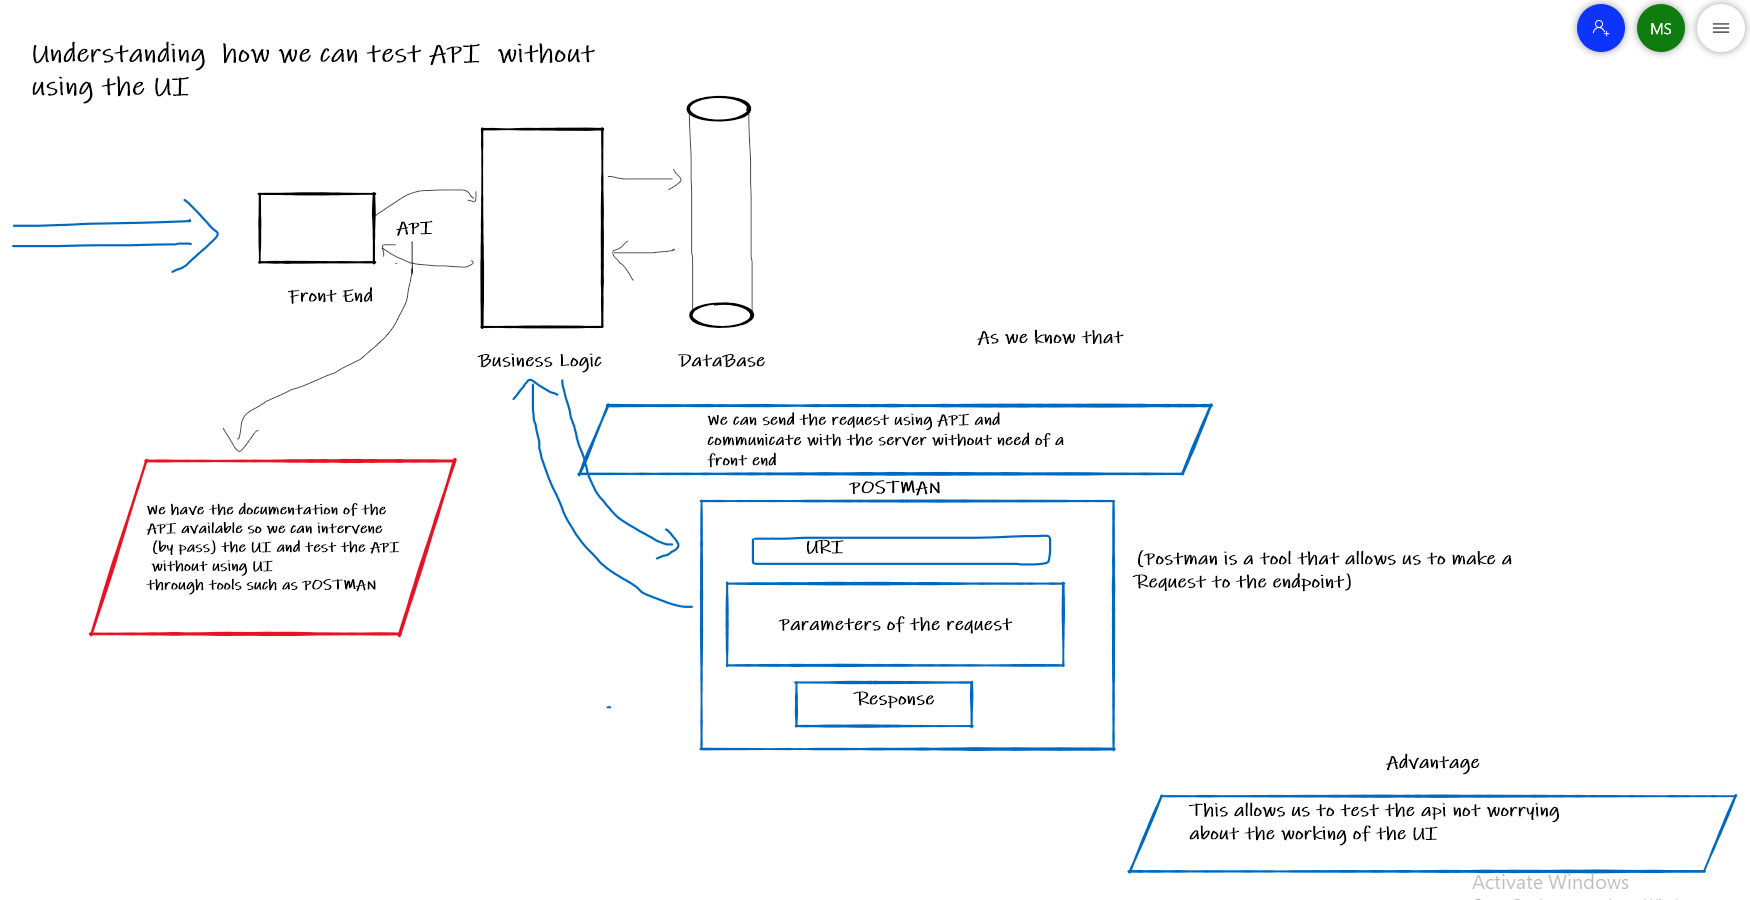 Understanding how we can test API without
using the UI
MS
API
Front End
Business Logic
DataBase
As we know that
We can send the request using API and
communicate with the server without need of a
front end
POSTMAN
We have the documentation of the
API available so we can intervene
(by pass) the UI and test the API
without using UI
through tools such as POSTMAN
URI
(Postman is a tool that allows us to make a
Request to the endpoint)
Parameters of the request
Response
Advantage
This allows us to test the api not worrying
about the working of the UI
Activate Windows